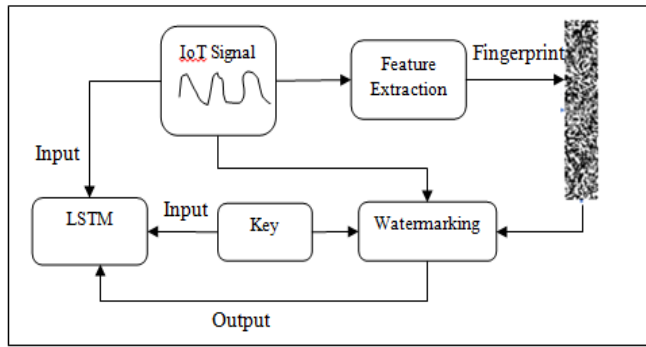 IoT Signal
Feature
Extraction
Fingerprint
Input
LSTM
Input
Key
Watermarking
Output